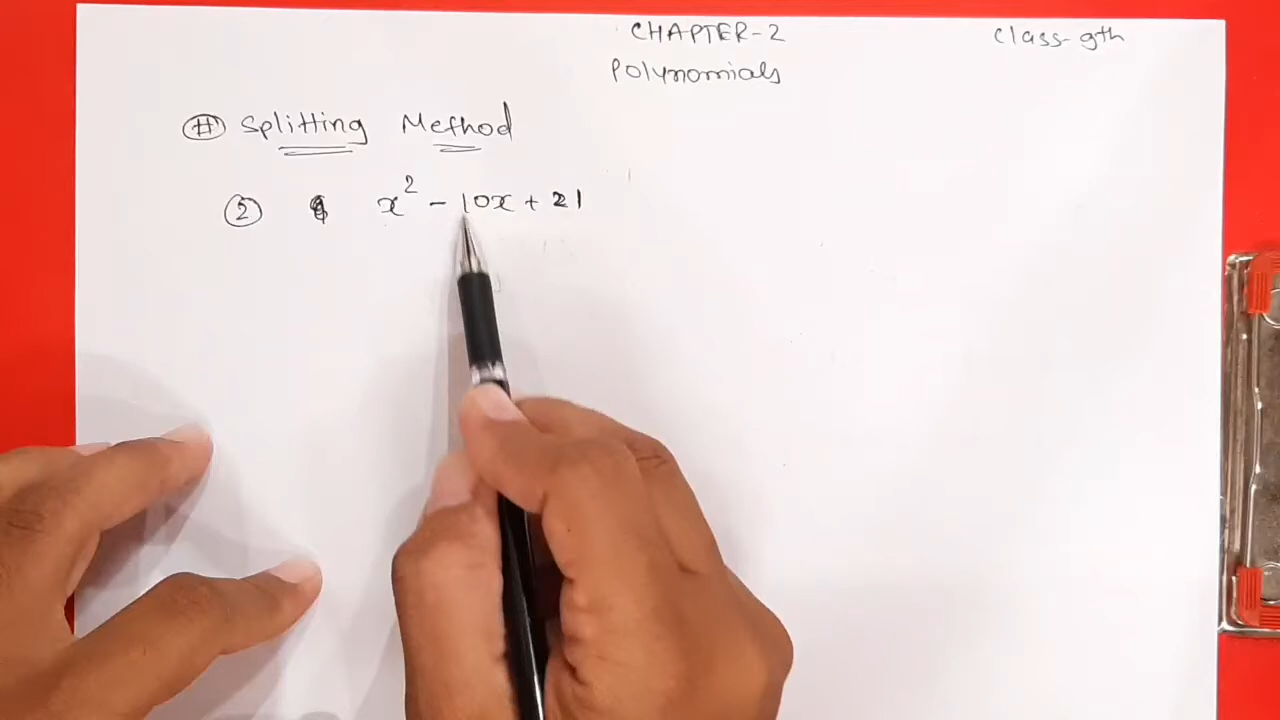 CHAPTER-2
Class-9th
Polynomials
# Splitting Method
② x² - 10x + 21